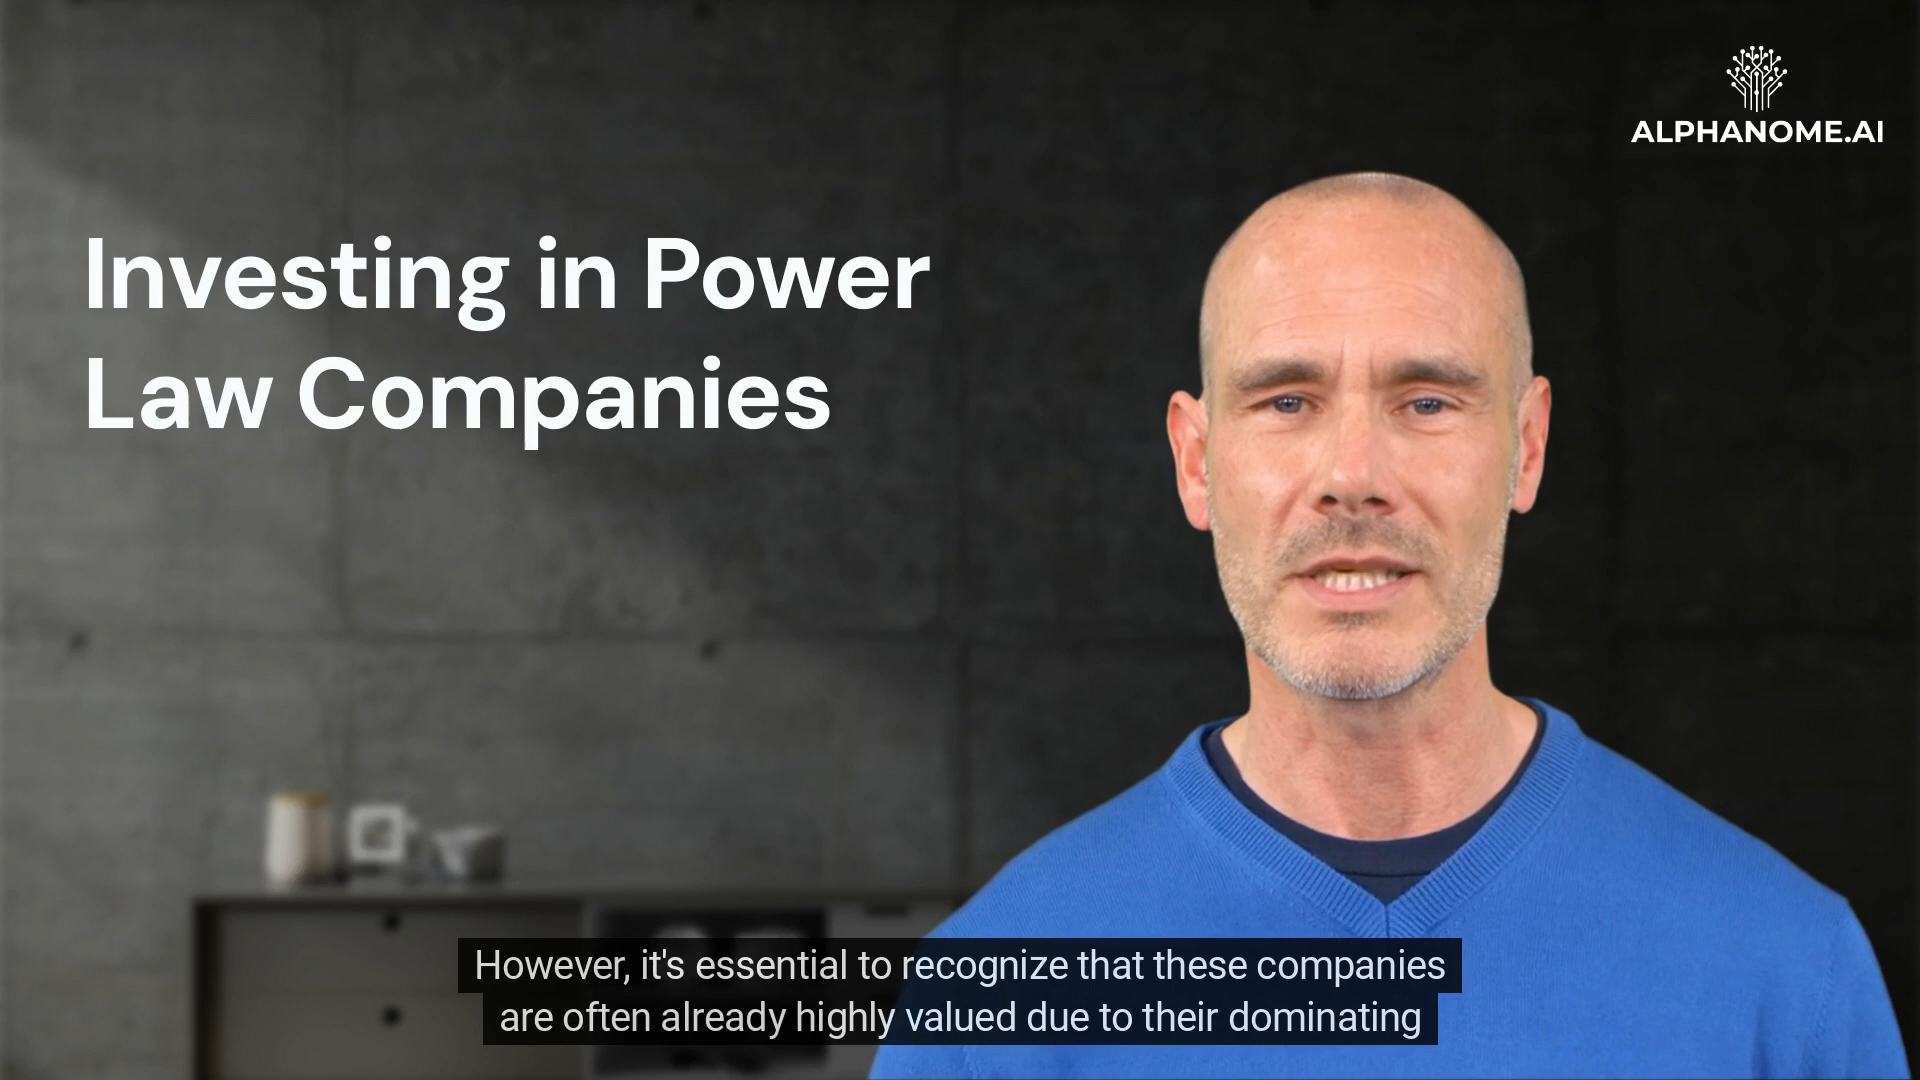 ALPHANOME.AI
Investing in Power
Law Companies
However, it's essential to recognize that these companies
are often already highly valued due to their dominating